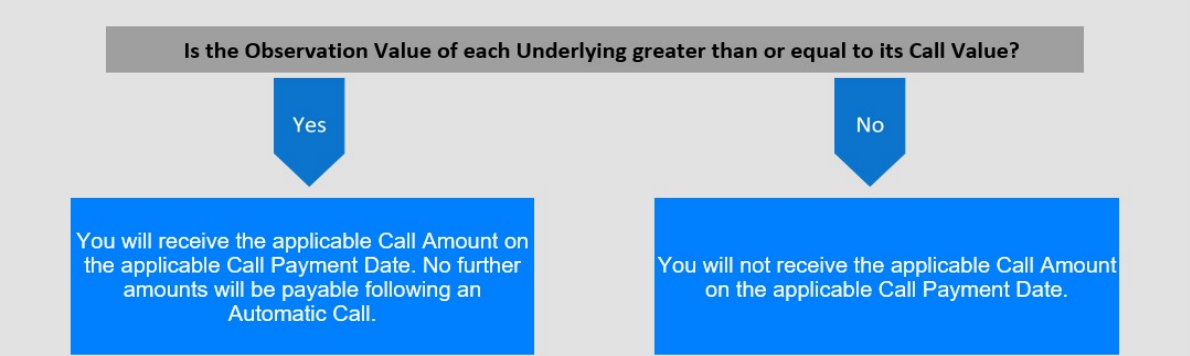 Is the Observation Value of each Underlying greater than or equal to its Call Value?
Yes
No
You will receive the applicable Call Amount on
the applicable Call Payment Date. No further
amounts will be payable following an
Automatic Call.
You will not receive the applicable Call Amount
on the applicable Call Payment Date.